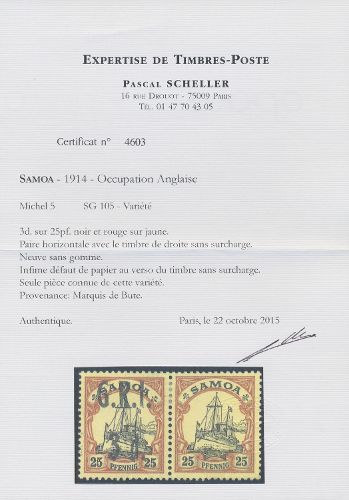 EXPERTISE DE TIMBRES-POSTE
PASCAL SCHELLER
16 RUE DROUOT - 75009 PARIS
TÉL. 01 47 70 43 05
Certificat n° 4603
SAMOA - 1914 - Occupation Anglaise
Michel 5 SG 105 - Variété
3d. sur 25pf. noir et rouge sur jaune.
Paire horizontale avec le timbre de droite sans surcharge.
Neuve sans gomme.
Infime défaut de papier au verso du timbre sans surcharge.
Seule pièce connue de cette variété.
Provenance: Marquis de Bute.
Authentique. Paris, le 22 octobre 2015
SAMOA SAMOA
G.R.I.
3d.
25 PFENNIG 25 25 PFENNIG 25